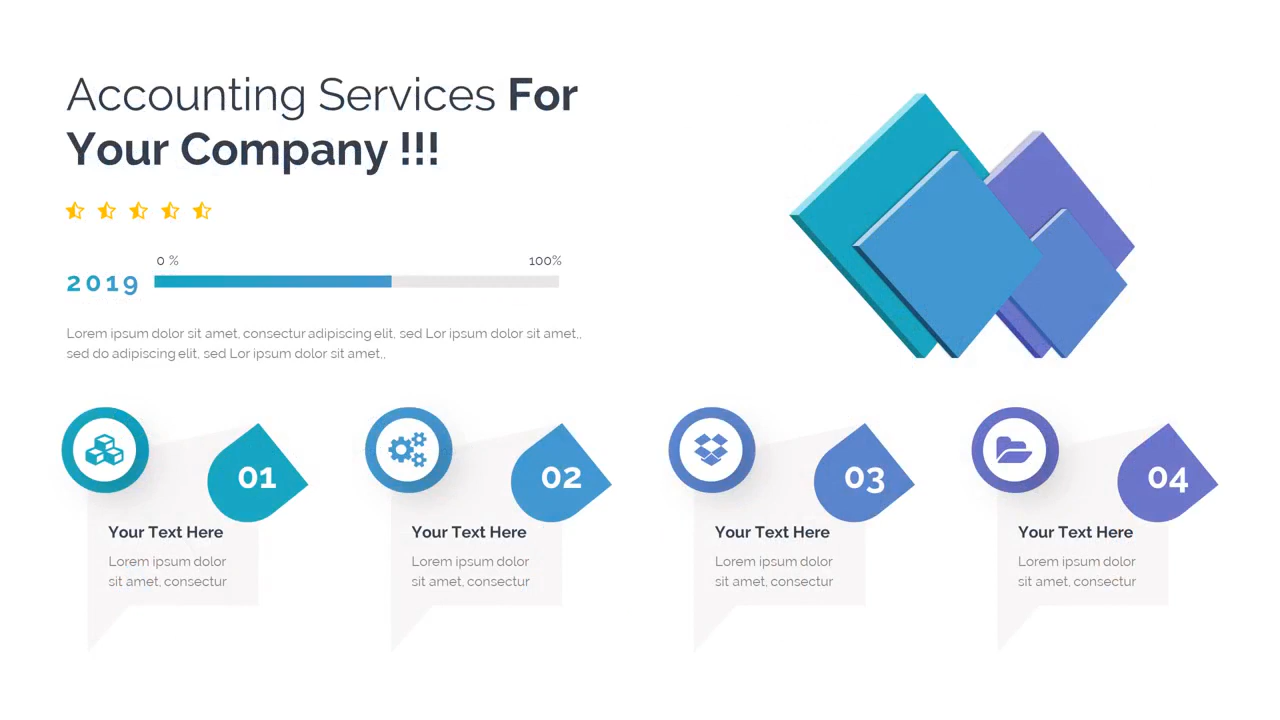 Accounting Services For
Your Company !!!
0 %
100%
2019
Lorem ipsum dolor sit amet, consectur adipiscing elit, sed Lor ipsum dolor sit amet,,
sed do adipiscing elit, sed Lor ipsum dolor sit amet,,
01
Your Text Here
Lorem ipsum dolor
sit amet, consectur
02
Your Text Here
Lorem ipsum dolor
sit amet, consectur
03
Your Text Here
Lorem ipsum dolor
sit amet, consectur
04
Your Text Here
Lorem ipsum dolor
sit amet, consectur